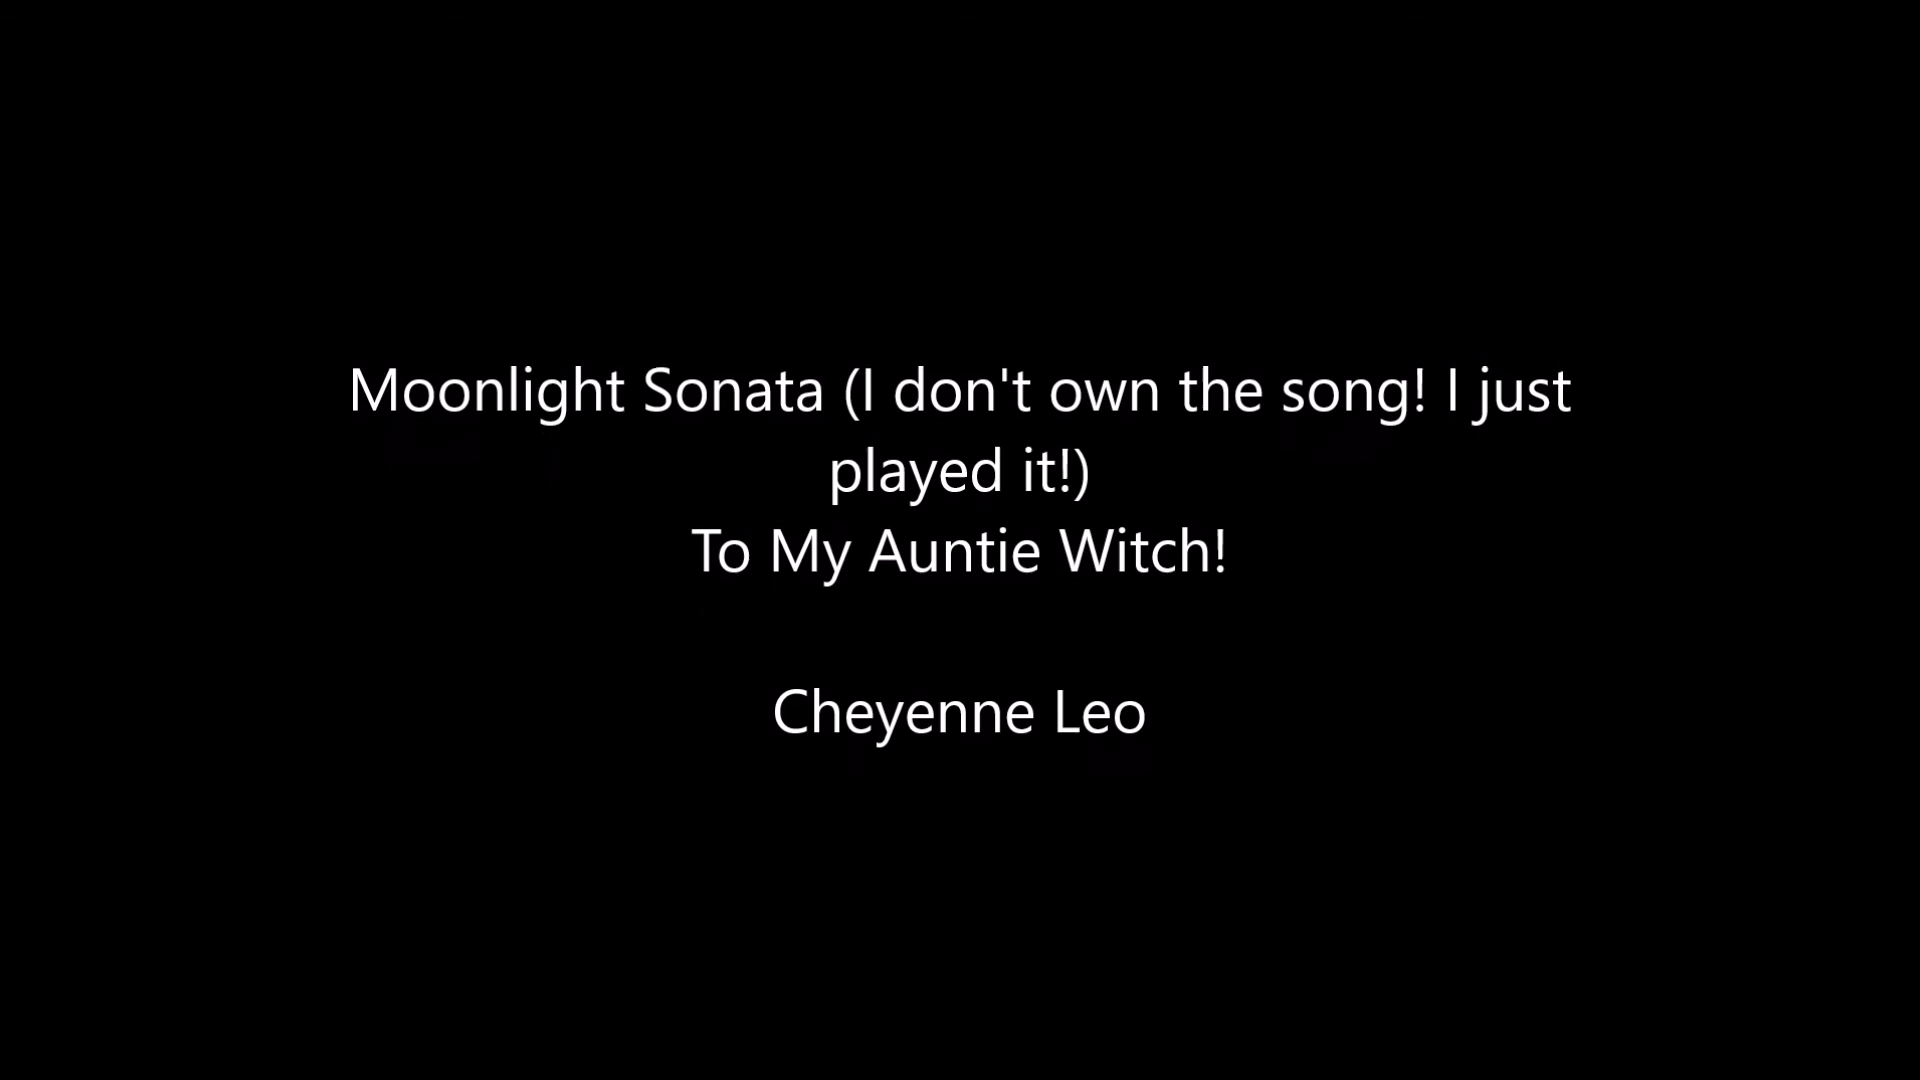 Moonlight Sonata (I don't own the song! I just
played it!)
To My Auntie Witch!
Cheyenne Leo